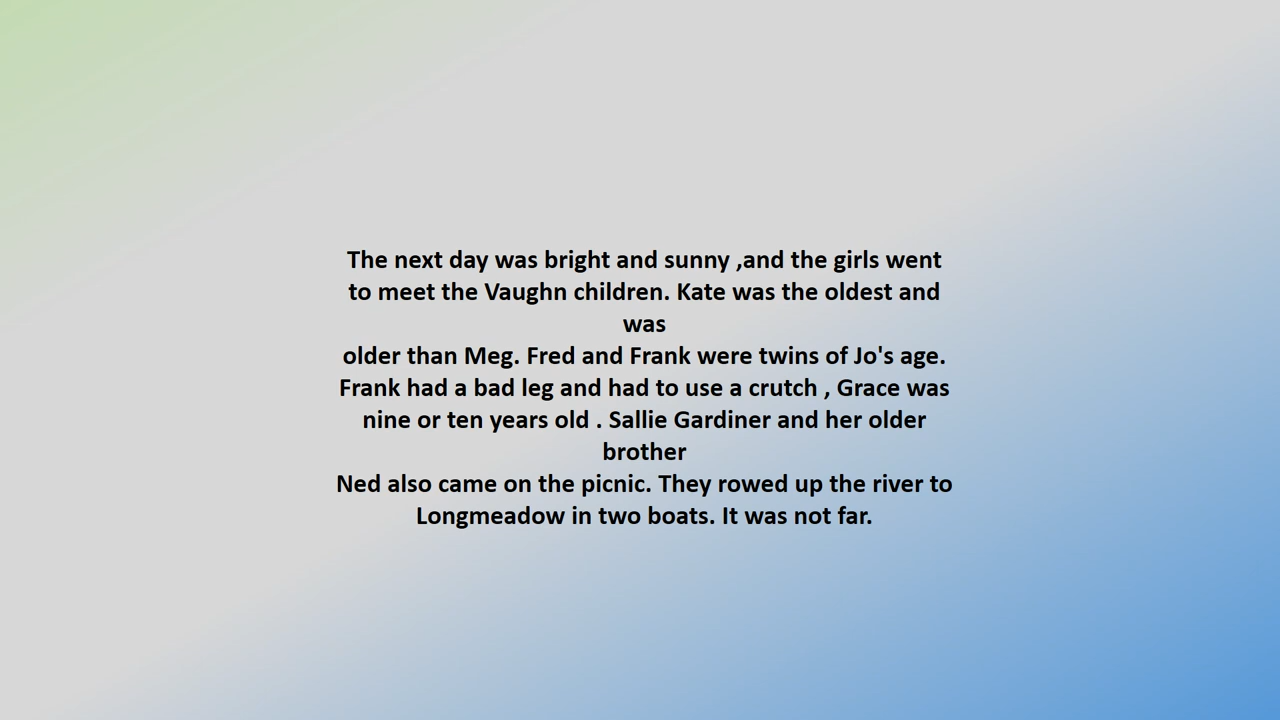 The next day was bright and sunny ,and the girls went
to meet the Vaughn children. Kate was the oldest and
was
older than Meg. Fred and Frank were twins of Jo's age.
Frank had a bad leg and had to use a crutch , Grace was
nine or ten years old . Sallie Gardiner and her older
brother
Ned also came on the picnic. They rowed up the river to
Longmeadow in two boats. It was not far.